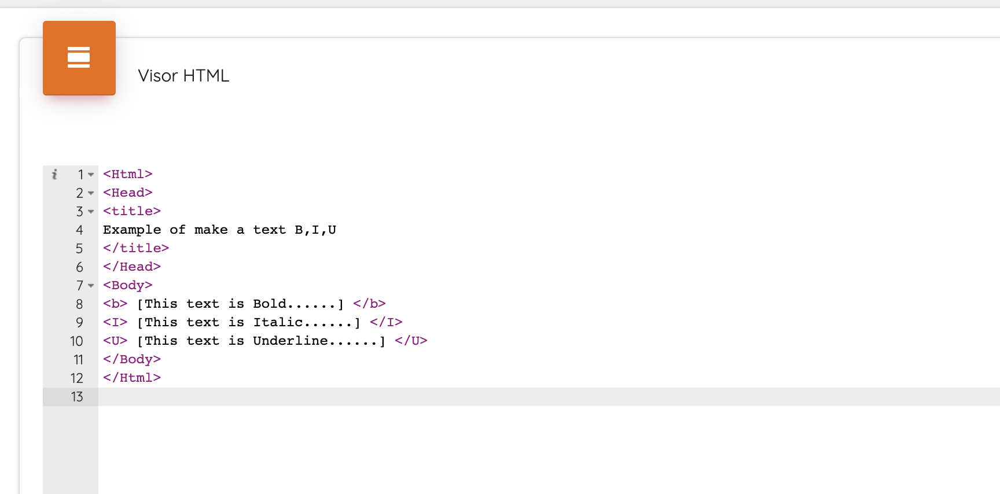 Visor HTML
i 1 <Html>
2 <Head>
3 <title>
4 Example of make a text B,I,U
5 </title>
6 </Head>
7 <Body>
8 <b> [This text is Bold......] </b>
9 <I> [This text is Italic......] </I>
10 <U> [This text is Underline......] </U>
11 </Body>
12 </Html>
13